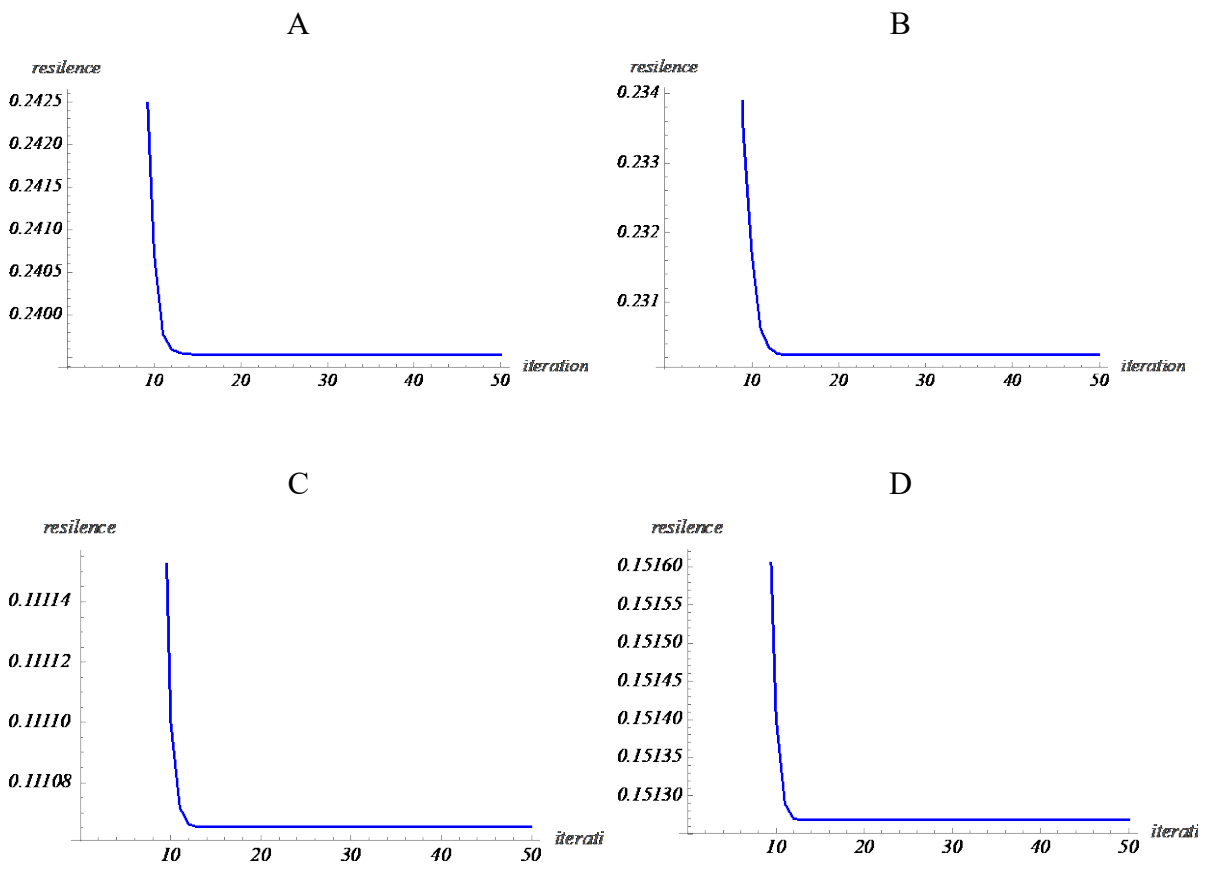 A
resilence
0.2425
0.2420
0.2415
0.2410
0.2405
0.2400
10 20 30 40 50 iteration
B
resilence
0.234
0.233
0.232
0.231
10 20 30 40 50 iteration
C
resilence
0.11114
0.11112
0.11110
0.11108
10 20 30 40 50 iterati
D
resilence
0.15160
0.15155
0.15150
0.15145
0.15140
0.15135
0.15130
10 20 30 40 50 iterati